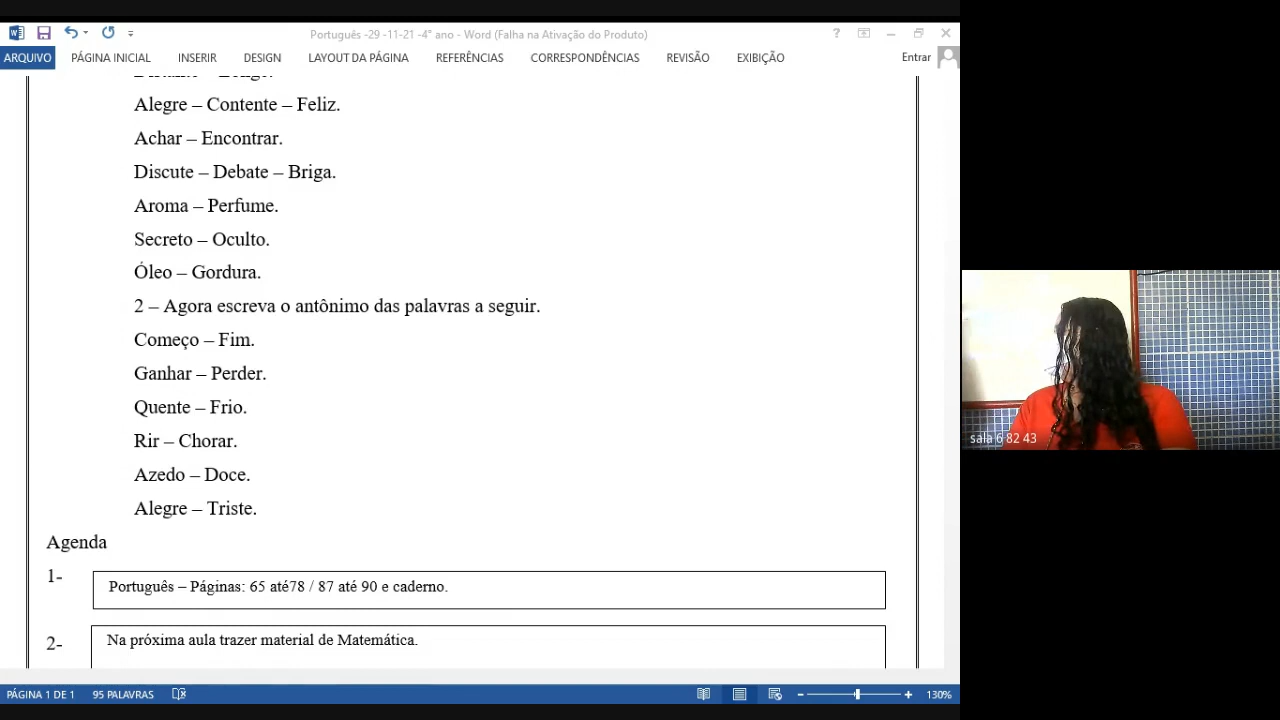 Português -29 -11-21 -4° ano - Word (Falha na Ativação do Produto)
ARQUIVO PÁGINA INICIAL INSERIR DESIGN LAYOUT DA PÁGINA REFERÊNCIAS CORRESPONDÊNCIAS REVISÃO EXIBIÇÃO Entrar
Alegre – Contente – Feliz.
Achar – Encontrar.
Discute – Debate – Briga.
Aroma – Perfume.
Secreto – Oculto.
Óleo – Gordura.
2 – Agora escreva o antônimo das palavras a seguir.
Começo – Fim.
Ganhar – Perder.
Quente – Frio.
Rir – Chorar.
Azedo – Doce.
Alegre – Triste.
Agenda
1- Português – Páginas: 65 até78 / 87 até 90 e caderno.
2- Na próxima aula trazer material de Matemática.
sala 6 82 43
PÁGINA 1 DE 1 95 PALAVRAS 130%